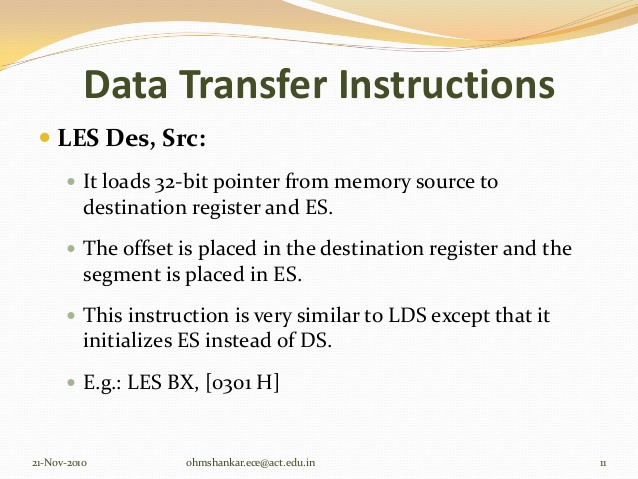 Data Transfer Instructions
• LES Des, Src:
• It loads 32-bit pointer from memory source to
destination register and ES.
• The offset is placed in the destination register and the
segment is placed in ES.
• This instruction is very similar to LDS except that it
initializes ES instead of DS.
• E.g.: LES BX, [0301 H]
21-Nov-2010 ohmshankar.ece@act.edu.in 11